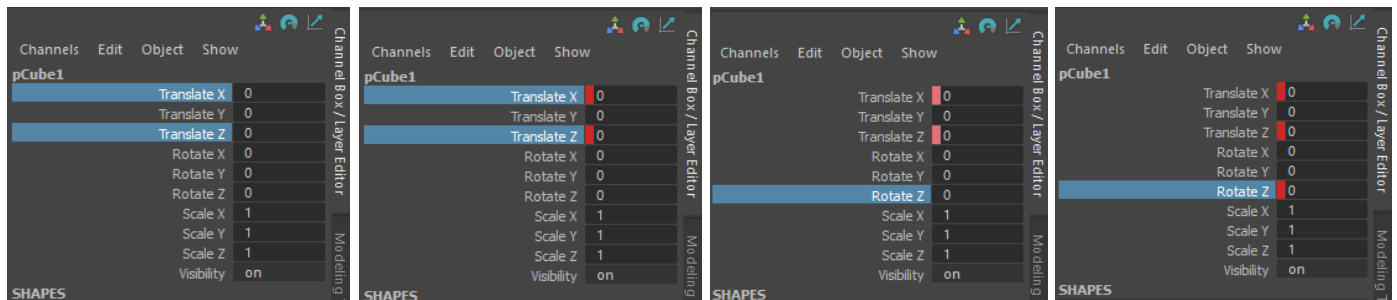 Channels Edit Object Show
pCube1
Translate X 0
Translate Y 0
Translate Z 0
Rotate X 0
Rotate Y 0
Rotate Z 0
Scale X 1
Scale Y 1
Scale Z 1
Visibility on
SHAPES
Channel Box / Layer Editor
Modeling
Channels Edit Object Show
pCube1
Translate X 0
Translate Y 0
Translate Z 0
Rotate X 0
Rotate Y 0
Rotate Z 0
Scale X 1
Scale Y 1
Scale Z 1
Visibility on
SHAPES
Channel Box / Layer Editor
Modeling
Channels Edit Object Show
pCube1
Translate X 0
Translate Y 0
Translate Z 0
Rotate X 0
Rotate Y 0
Rotate Z 0
Scale X 1
Scale Y 1
Scale Z 1
Visibility on
SHAPES
Channel Box / Layer Editor
Modeling
Channels Edit Object Show
pCube1
Translate X 0
Translate Y 0
Translate Z 0
Rotate X 0
Rotate Y 0
Rotate Z 0
Scale X 1
Scale Y 1
Scale Z 1
Visibility on
SHAPES
Channel Box / Layer Editor
Modeling